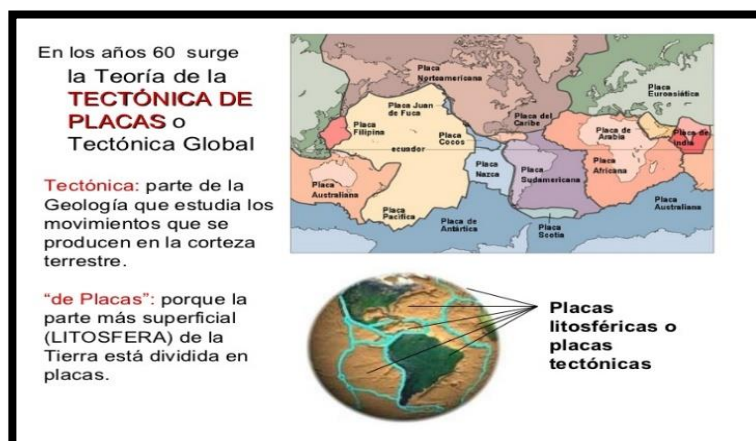 En los años 60 surge
la Teoría de la
TECTÓNICA DE
PLACAS o
Tectónica Global
Tectónica: parte de la
Geología que estudia los
movimientos que se
producen en la corteza
terrestre.
“de Placas”: porque la
parte más superficial
(LITOSFERA) de la
Tierra está dividida en
placas.
Placa
Norteamericana
Placa
Euroasiática
Placa Juan
de Fuca
Placa del
Caribe
Placa
Filipina
Placa
Cocos
Placa de
Arabia
Placa de
India
ecuador
Placa
Australiana
Placa
Nazca
Placa
Sudamericana
Placa
Africana
Placa
Pacífica
Placa de
Antártica
Placa
Australiana
Placa
Scotia
Placas
litosféricas o
placas
tectónicas